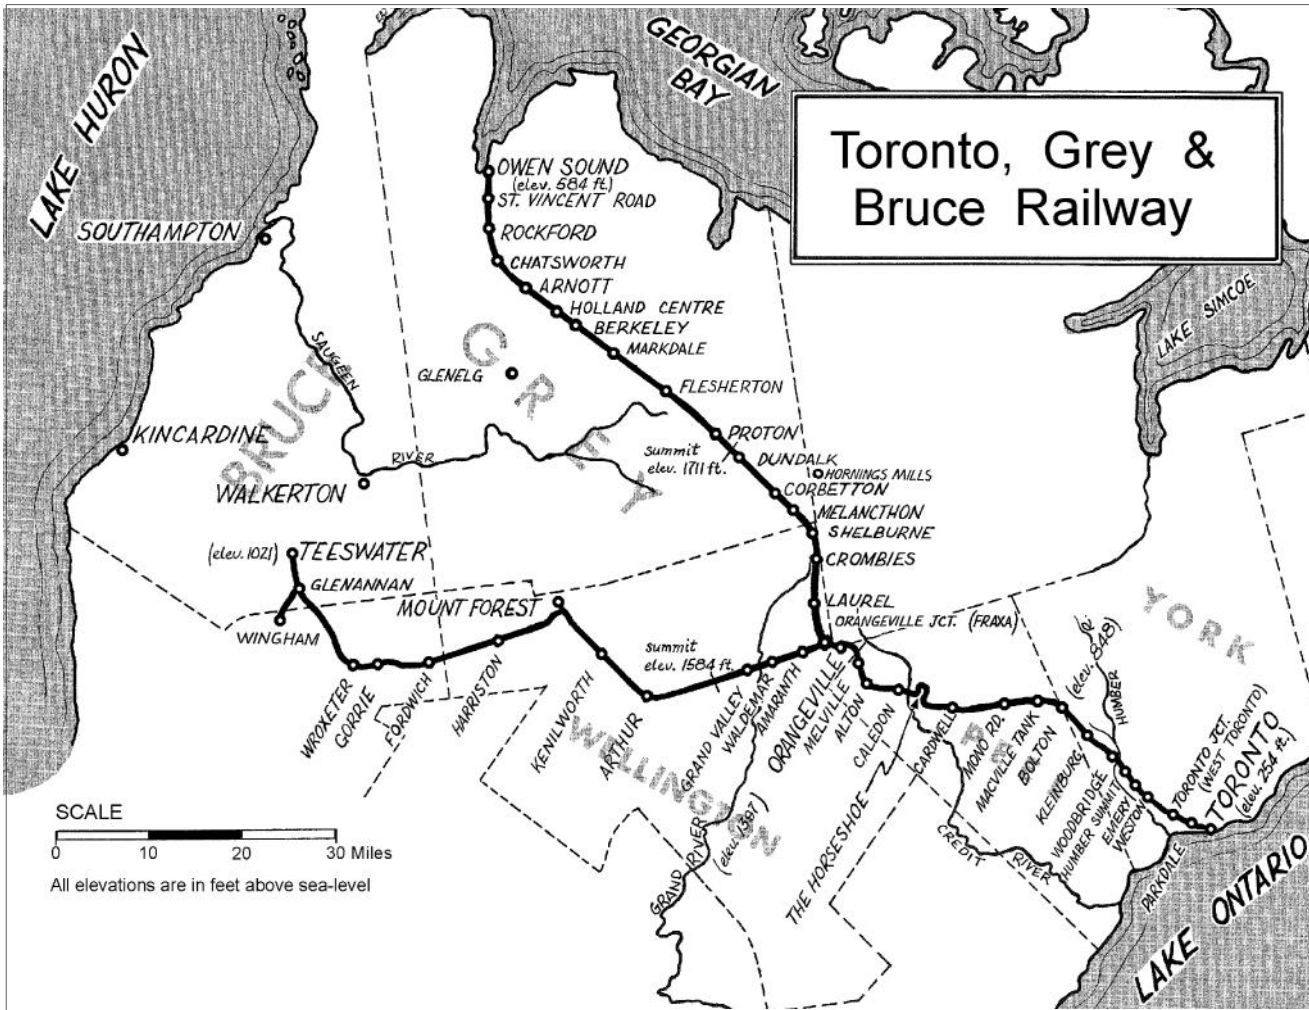 Toronto, Grey &
Bruce Railway
LAKE HURON
GEORGIAN
BAY
LAKE SIMCOE
LAKE ONTARIO
OWEN SOUND
(elev. 584 ft.)
ST. VINCENT ROAD
ROCKFORD
CHATSWORTH
ARNOTT
HOLLAND CENTRE
BERKELEY
MARKDALE
FLESHERTON
PROTON
summit
elev. 1711 ft.
DUNDALK
HORNINGS MILLS
CORBETTON
MELANCTHON
SHELBURNE
CROMBIES
LAUREL
ORANGEVILLE JCT. (FRAXA)
SOUTHAMPTON
SAUGEEN
RIVER
GLENELG
KINCARDINE
WALKERTON
BRUCE
GREY
(elev. 1021)
TEESWATER
GLENANNAN
WINGHAM
MOUNT FOREST
WROXETER
GORRIE
FORDWICH
HARRISTON
KENILWORTH
ARTHUR
summit
elev. 1584 ft.
GRAND VALLEY
WALDEMAR
AMARANTH
ORANGEVILLE
MELVILLE
ALTON
CALEDON
THE HORSESHOE
CARDWELL
MONO RD.
MACVILLE TANK
BOLTON
KLEINBURG
(elev. 848)
HUMBER
WOODBRIDGE
(HUMBER SUMMIT)
EMERY
WESTON
TORONTO JCT.
(WEST TORONTO)
TORONTO
(elev. 254 ft.)
PARKDALE
YORK
PEEL
WELLINGTON
GRAND RIVER
(elev. 1397)
CREDIT
RIVER
SCALE
0 10 20 30 Miles
All elevations are in feet above sea-level